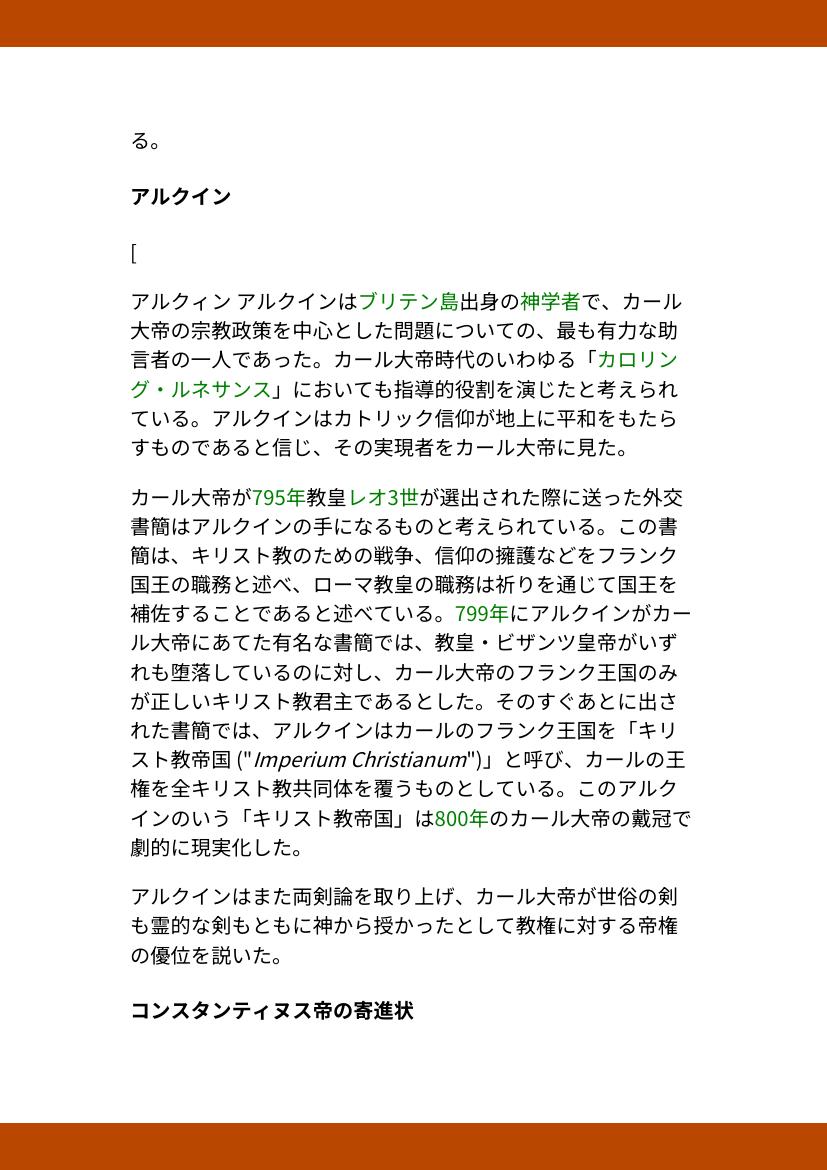 る。
アルクイン
[
アルクィン アルクインはブリテン島出身の神学者で、カール
大帝の宗教政策を中心とした問題についての、最も有力な助
言者の一人であった。カール大帝時代のいわゆる「カロリン
グ・ルネサンス」においても指導的役割を演じたと考えられ
ている。アルクインはカトリック信仰が地上に平和をもたら
すものであると信じ、その実現者をカール大帝に見た。
カール大帝が795年教皇レオ3世が選出された際に送った外交
書簡はアルクインの手になるものと考えられている。この書
簡は、キリスト教のための戦争、信仰の擁護などをフランク
国王の職務と述べ、ローマ教皇の職務は祈りを通じて国王を
補佐することであると述べている。799年にアルクインがカー
ル大帝にあてた有名な書簡では、教皇・ビザンツ皇帝がいず
れも堕落しているのに対し、カール大帝のフランク王国のみ
が正しいキリスト教君主であるとした。そのすぐあとに出さ
れた書簡では、アルクインはカールのフランク王国を「キリ
スト教帝国 ("Imperium Christianum")」と呼び、カールの王
権を全キリスト教共同体を覆うものとしている。このアルク
インのいう「キリスト教帝国」は800年のカール大帝の戴冠で
劇的に現実化した。
アルクインはまた両剣論を取り上げ、カール大帝が世俗の剣
も霊的な剣もともに神から授かったとして教権に対する帝権
の優位を説いた。
コンスタンティヌス帝の寄進状